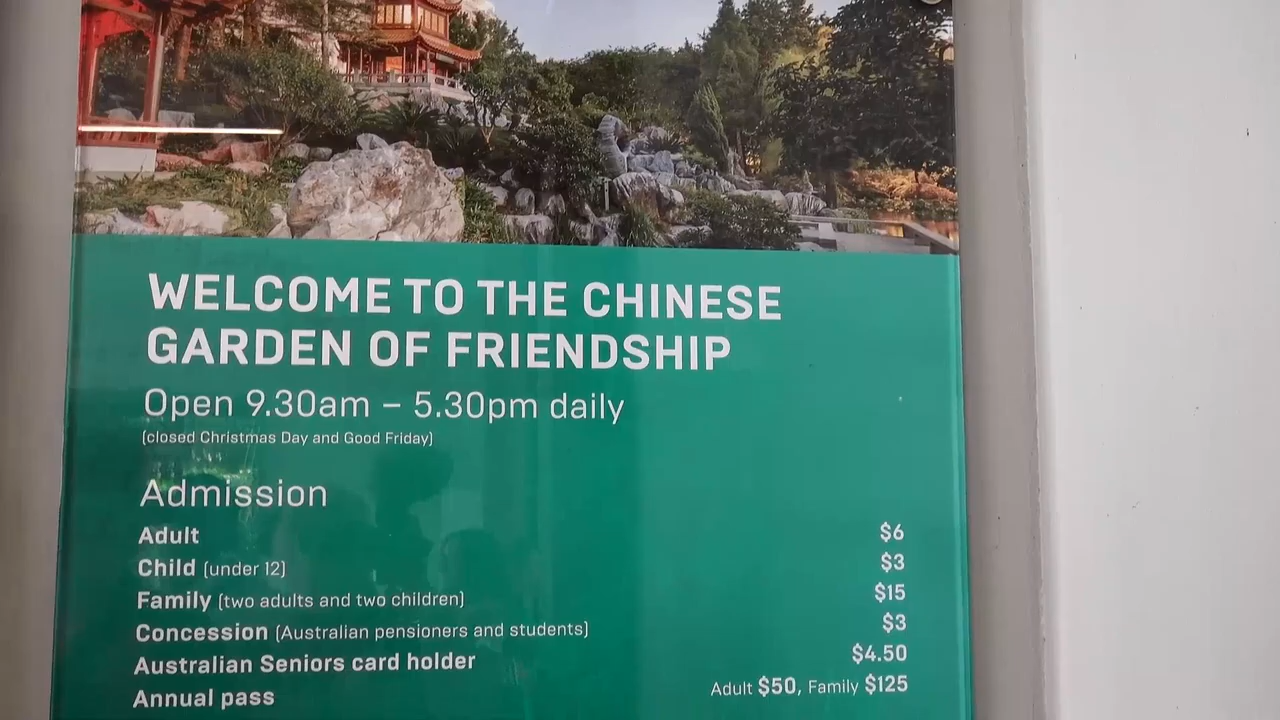 WELCOME TO THE CHINESE
GARDEN OF FRIENDSHIP
Open 9.30am – 5.30pm daily
(closed Christmas Day and Good Friday)
Admission
Adult $6
Child (under 12) $3
Family (two adults and two children) $15
Concession (Australian pensioners and students) $3
Australian Seniors card holder $4.50
Annual pass Adult $50, Family $125